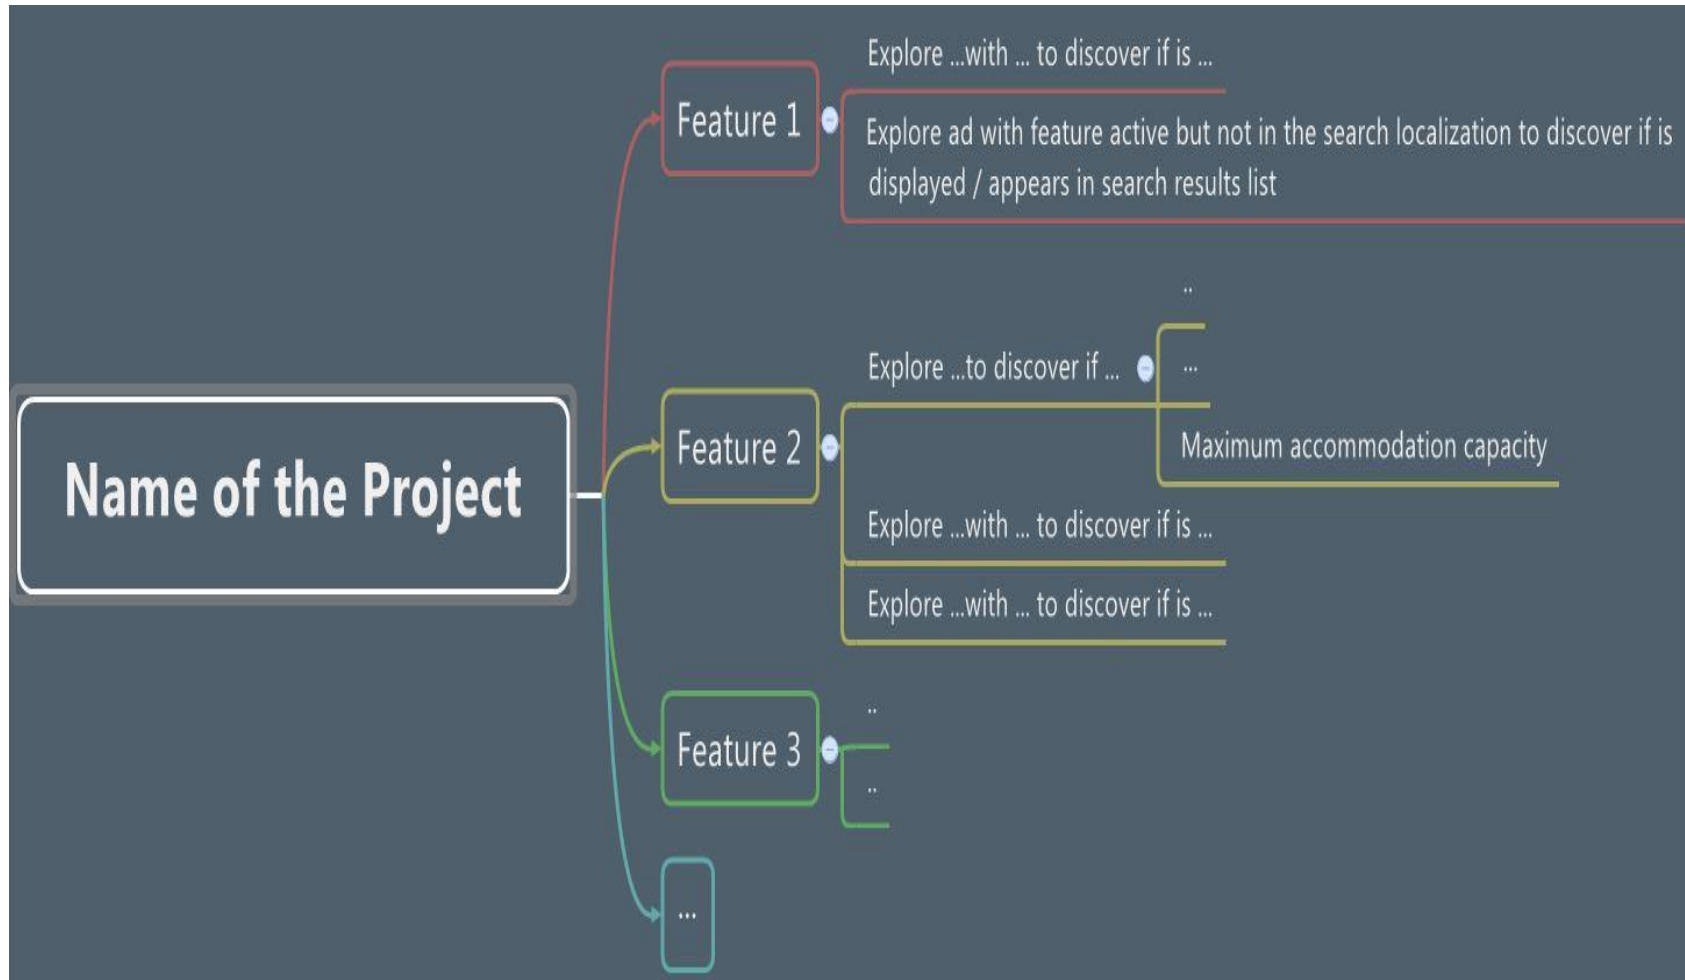 Name of the Project
Feature 1
Explore ...with ... to discover if is ...
Explore ad with feature active but not in the search localization to discover if is
displayed / appears in search results list
Feature 2
Explore ...to discover if ...
..
...
Maximum accommodation capacity
Explore ...with ... to discover if is ...
Explore ...with ... to discover if is ...
Feature 3
..
..
...